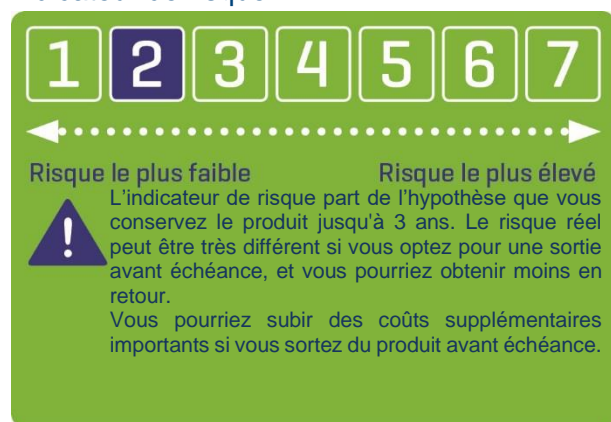 1 2 3 4 5 6 7
Risque le plus faible Risque le plus élevé
L'indicateur de risque part de l'hypothèse que vous
conservez le produit jusqu'à 3 ans. Le risque réel
peut être très différent si vous optez pour une sortie
avant échéance, et vous pourriez obtenir moins en
retour.
Vous pourriez subir des coûts supplémentaires
importants si vous sortez du produit avant échéance.